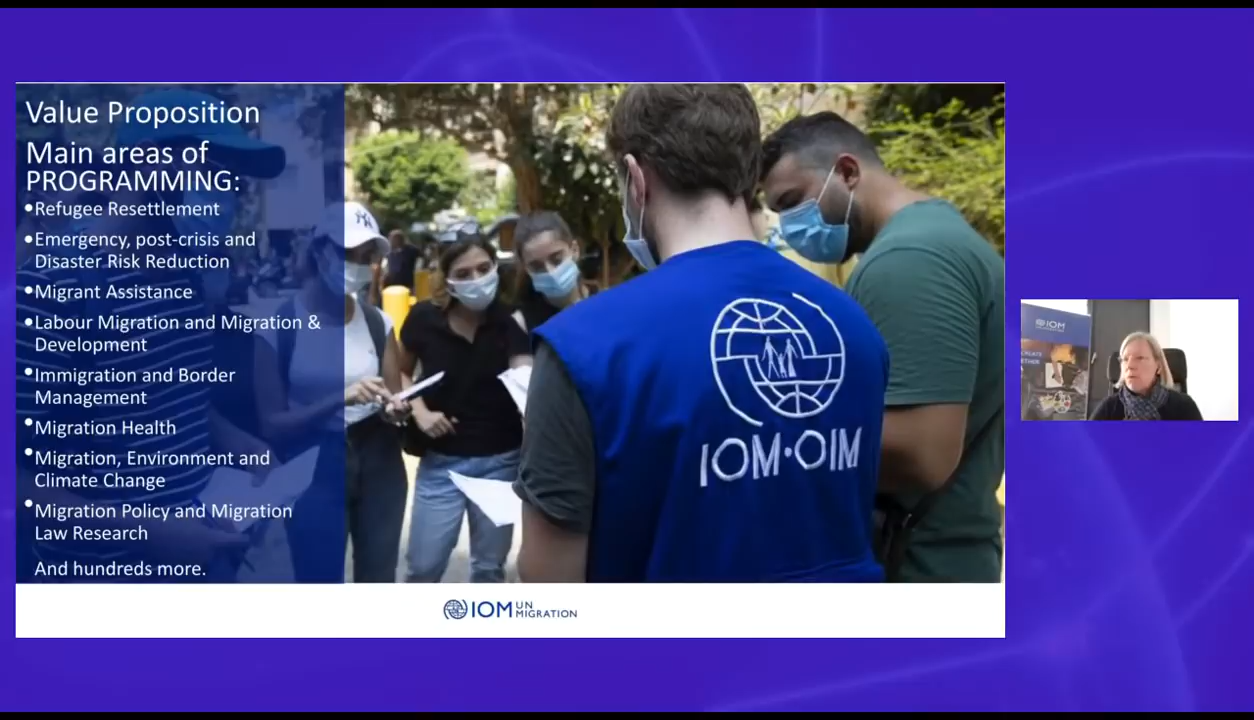 Value Proposition
Main areas of
PROGRAMMING:
•Refugee Resettlement
•Emergency, post-crisis and
Disaster Risk Reduction
•Migrant Assistance
•Labour Migration and Migration &
Development
•Immigration and Border
Management
•Migration Health
•Migration, Environment and
Climate Change
•Migration Policy and Migration
Law Research
And hundreds more.
IOM·OIM
IOM UN
MIGRATION
IOM